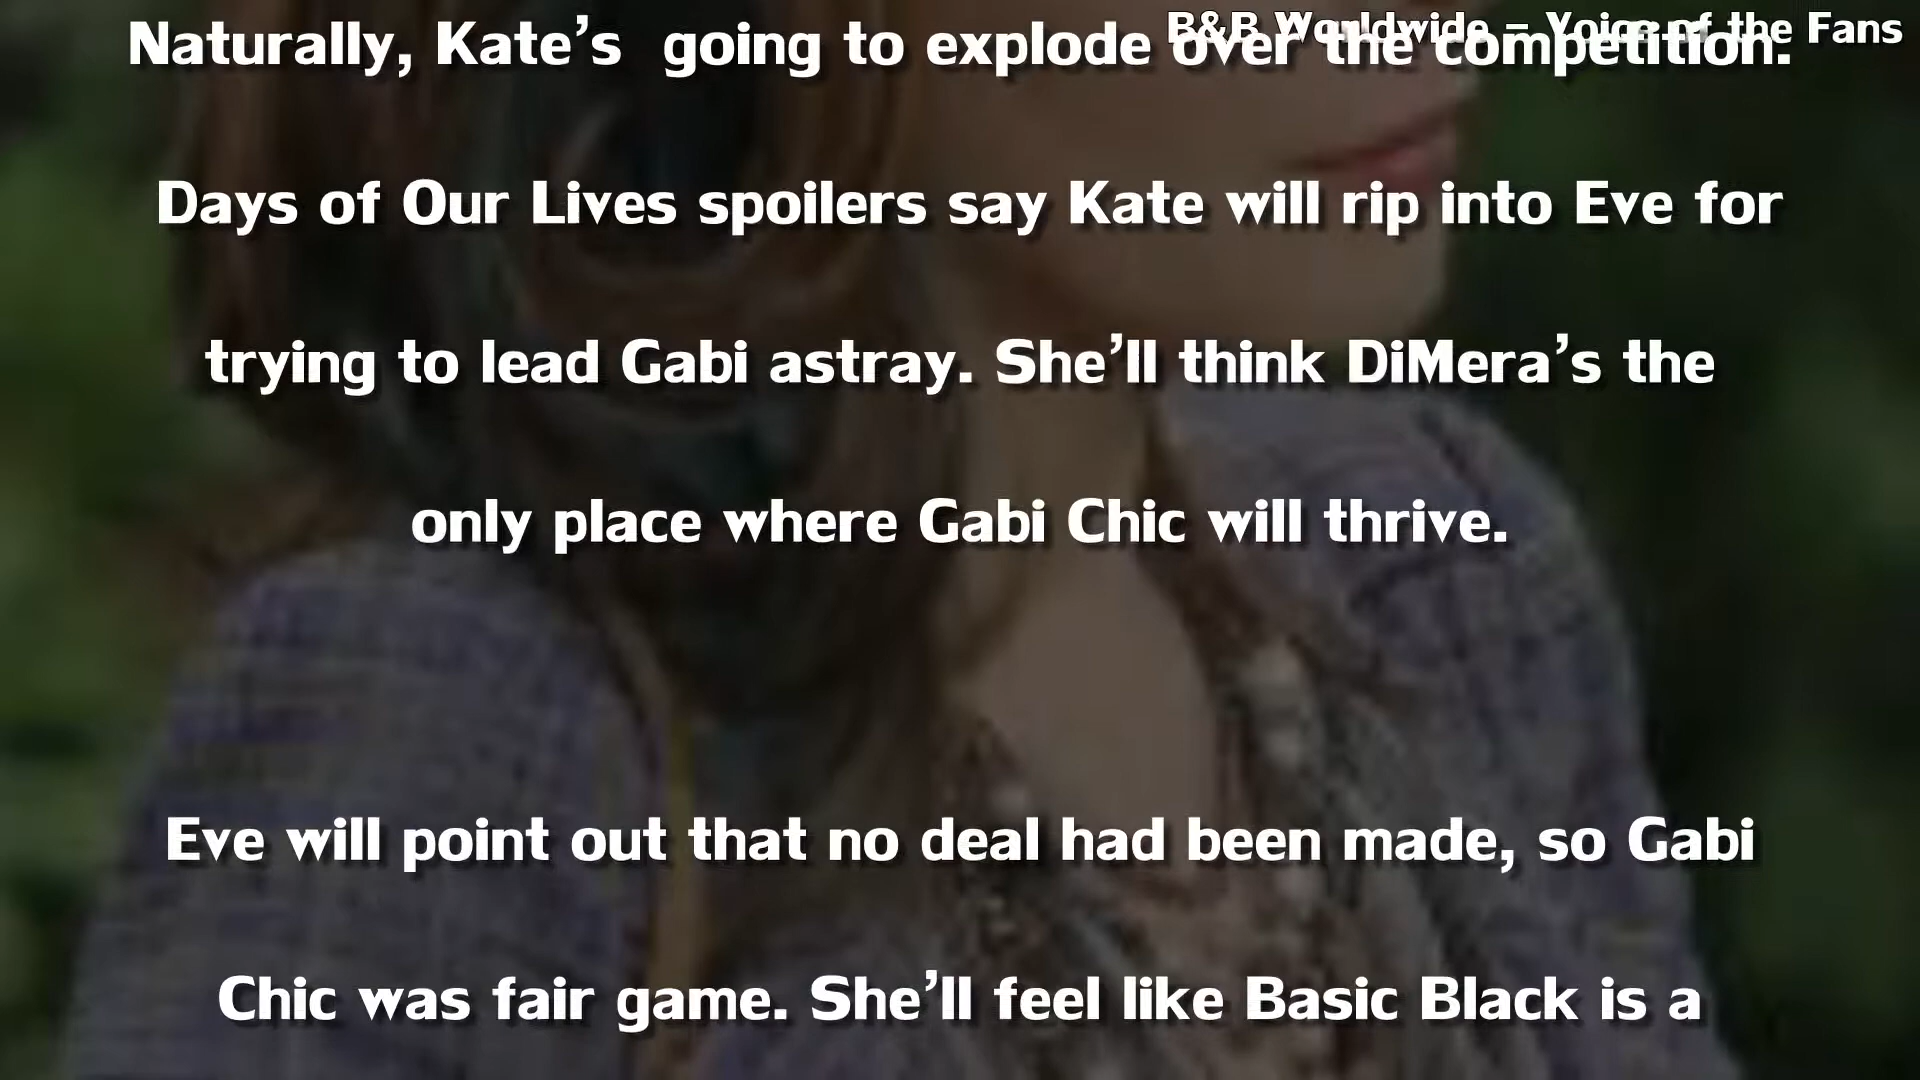 B&B Worldwide – Voice of the Fans
Naturally, Kate's  going to explode over the competition.
Days of Our Lives spoilers say Kate will rip into Eve for
trying to lead Gabi astray. She'll think DiMera's the
only place where Gabi Chic will thrive.
Eve will point out that no deal had been made, so Gabi
Chic was fair game. She'll feel like Basic Black is a